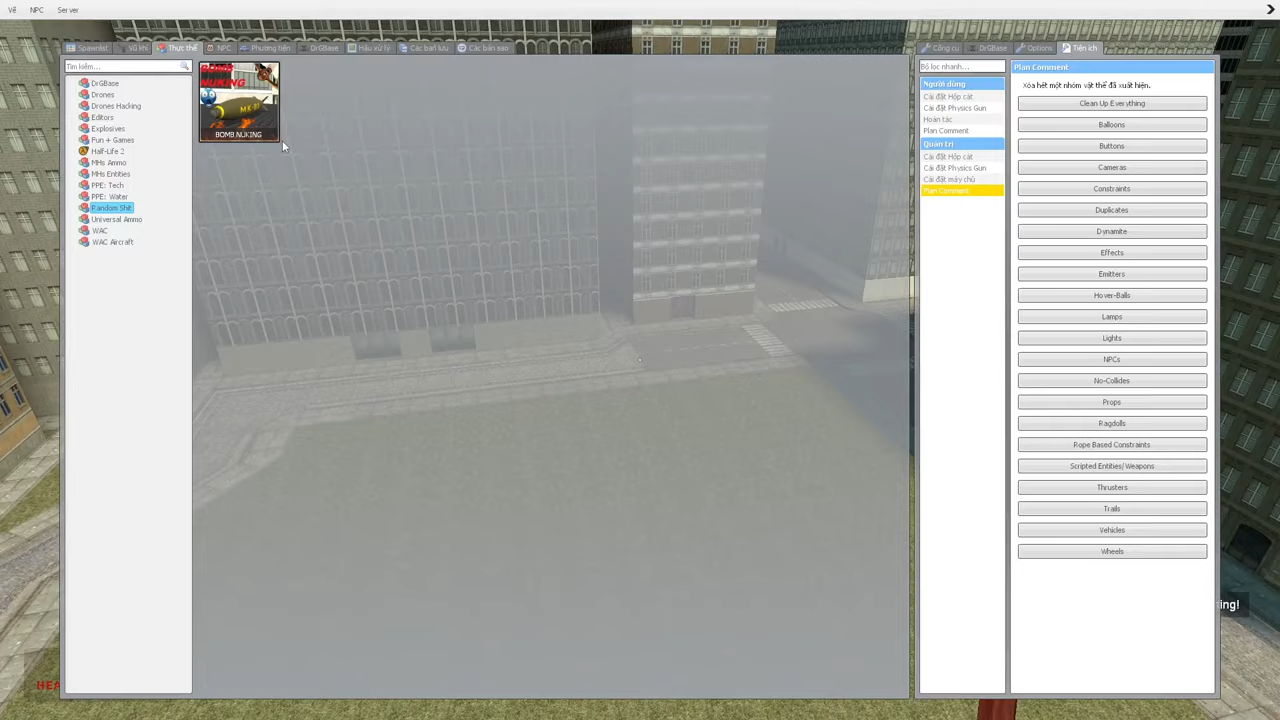 Vẽ NPC Server
Spawnlist Vũ khí Thực thể NPC Phương tiện DrGBase Hậu xử lý Các bản lưu Các bản sao
Công cụ DrGBase Options Tiện ích
Tìm kiếm...
DrGBase
Drones
Drones Hacking
Editors
Explosives
Fun + Games
Half-Life 2
MHs Ammo
MHs Entities
PPE: Tech
PPE: Water
Random Shit
Universal Ammo
WAC
WAC Aircraft
BOMB
NUKING
MK-81
BOMB NUKING
Bộ lọc nhanh...
Người dùng
Cài đặt Hộp cát
Cài đặt Physics Gun
Hoàn tác
Plan Comment
Quản trị
Cài đặt Hộp cát
Cài đặt Physics Gun
Cài đặt máy chủ
Plan Comment
Plan Comment
Xóa hết một nhóm vật thể đã xuất hiện.
Clean Up Everything
Balloons
Buttons
Cameras
Constraints
Duplicates
Dynamite
Effects
Emitters
Hover-Balls
Lamps
Lights
NPCs
No-Collides
Props
Ragdolls
Rope Based Constraints
Scripted Entities/Weapons
Thrusters
Trails
Vehicles
Wheels
ing!
HEA